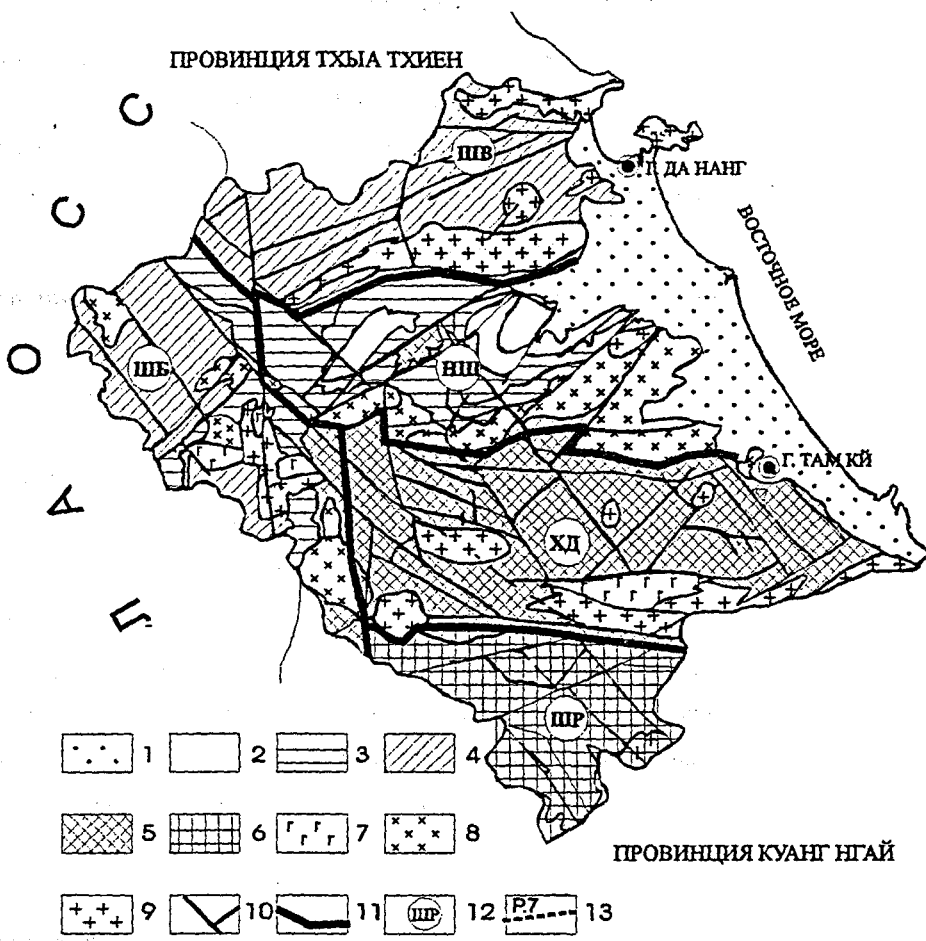 ПРОВИНЦИЯ ТХЫА ТХИЕН
Л А О С С
ШВ
Г. ДА НАНГ
ВОСТОЧНОЕ МОРЕ
ШБ
НШ
Г. ТАМ КЙ
ХД
ШР
1 2 3 4
5 6 7 8
ПРОВИНЦИЯ КУАНГ НГАЙ
9 10 11 ШР 12 Р.7 13